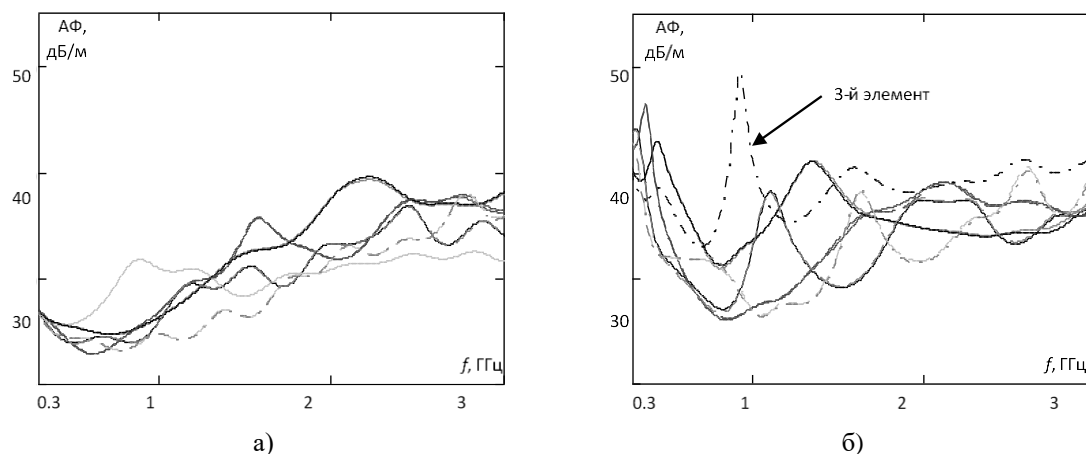 АФ,
дБ/м
50
40
30
f, ГГц
0.3 1 2 3
а)
АФ,
дБ/м
50
40
30
3-й элемент
f, ГГц
0.3 1 2 3
б)